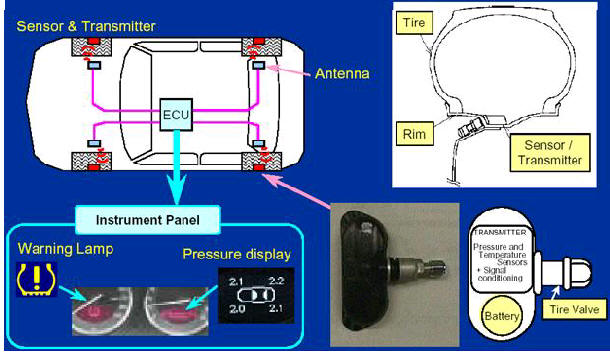 Sensor & Transmitter
Antenna
ECU
Tire
Rim
Sensor /
Transmitter
Instrument Panel
Warning Lamp
!
Pressure display
2.1 2.2
2.0 2.1
TRANSMITTER
Pressure and
Temperature
Sensors
+ Signal
conditioning
Battery
Tire Valve